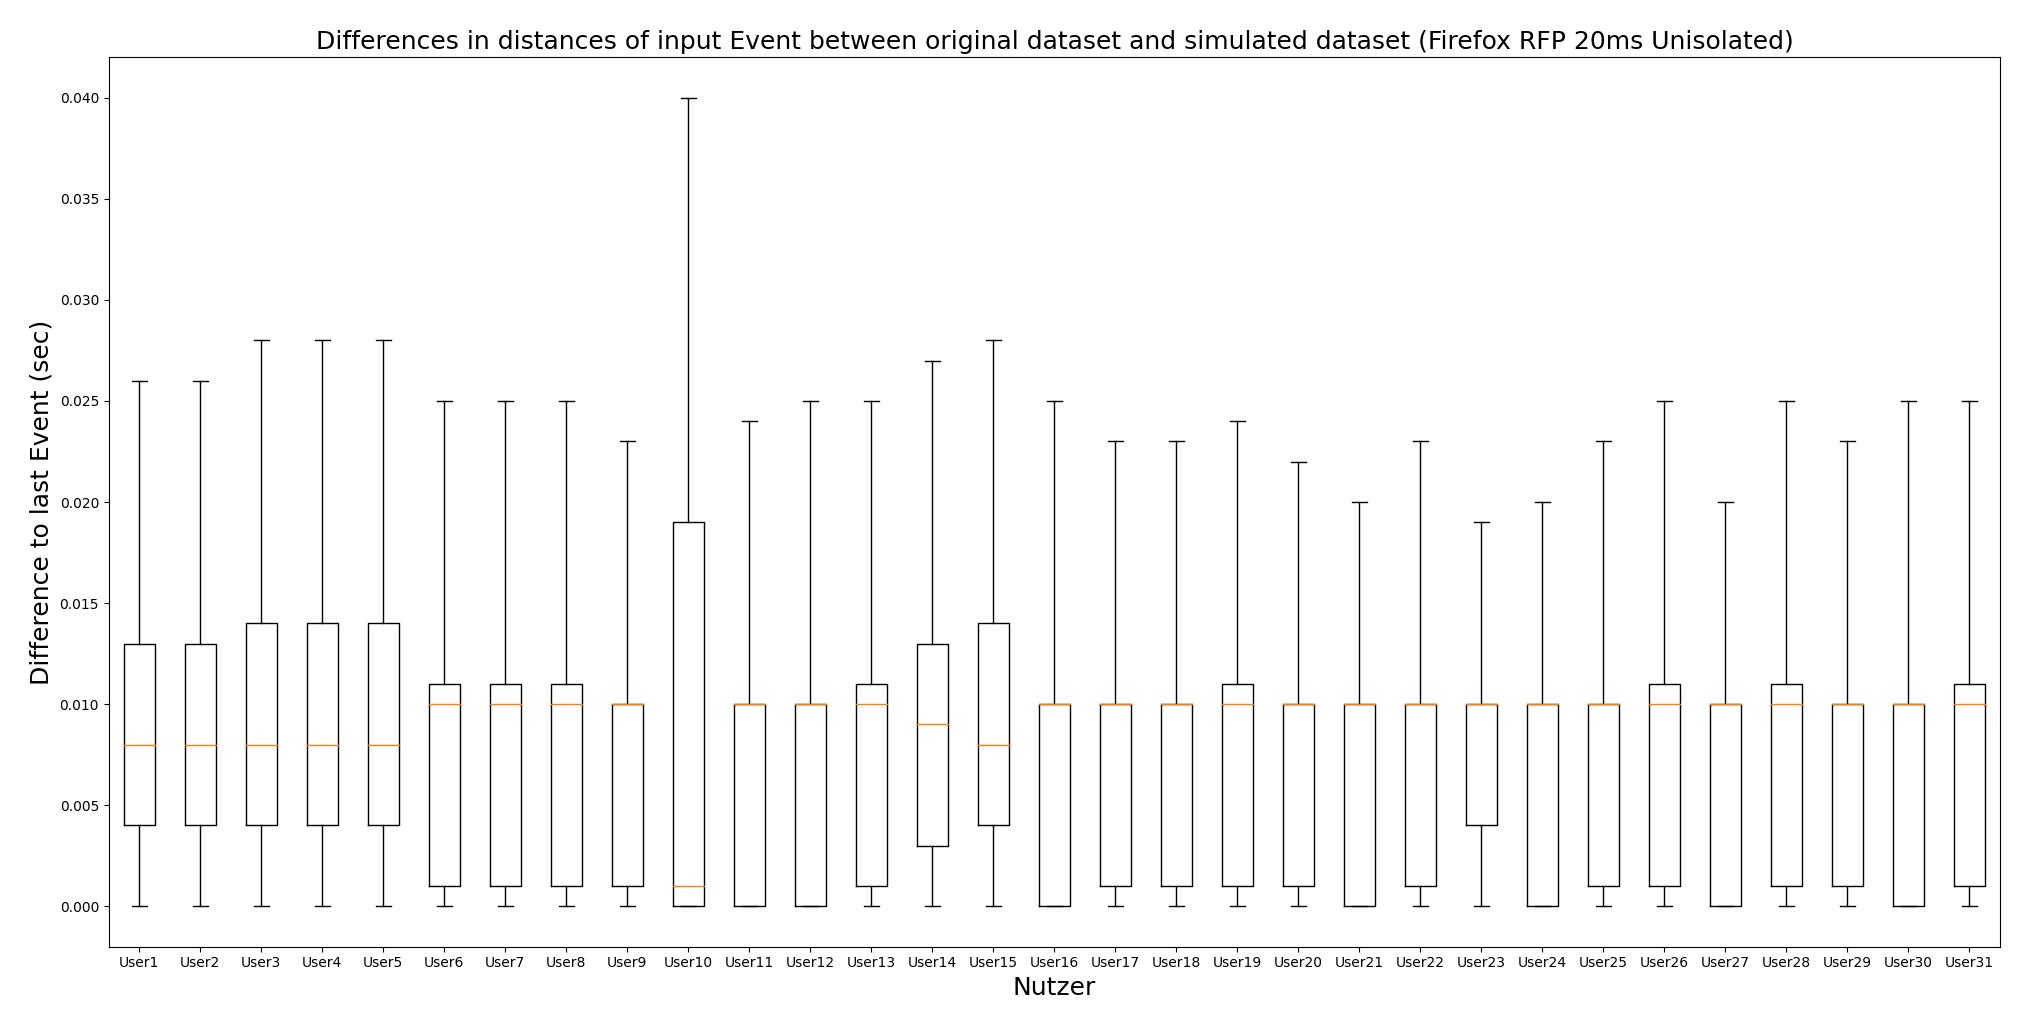 Differences in distances of input Event between original dataset and simulated dataset (Firefox RFP 20ms Unisolated)
Difference to last Event (sec)
0.040
0.035
0.030
0.025
0.020
0.015
0.010
0.005
0.000
User1 User2 User3 User4 User5 User6 User7 User8 User9 User10 User11 User12 User13 User14 User15 User16 User17 User18 User19 User20 User21 User22 User23 User24 User25 User26 User27 User28 User29 User30 User31
Nutzer